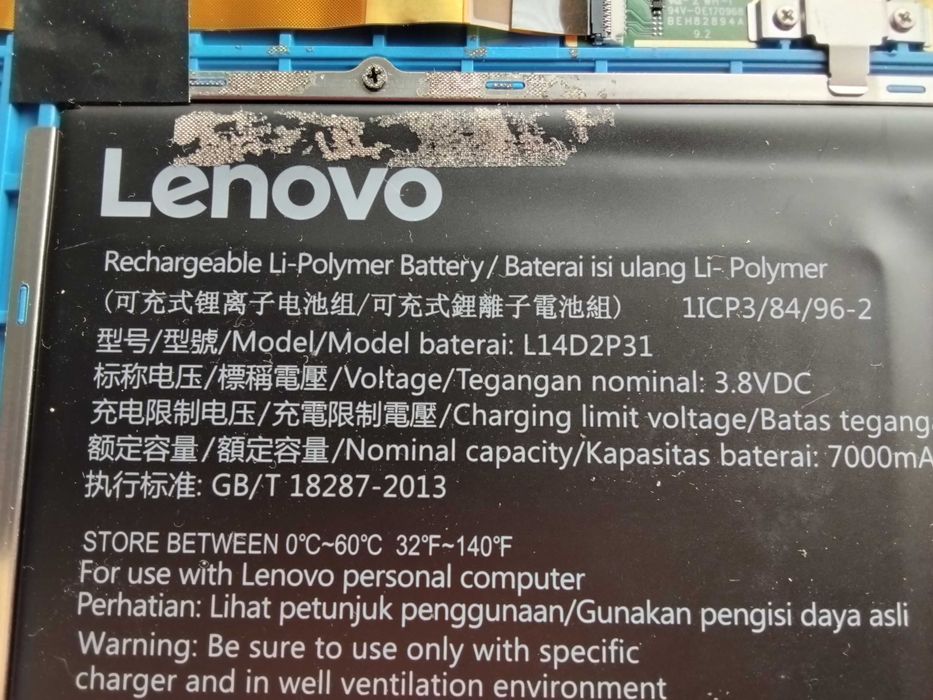 94V-0E170968
BEH82894A
9.2
Lenovo
Rechargeable Li-Polymer Battery/Baterai isi ulang Li- Polymer
(可充式锂离子电池组/可充式鋰離子電池組) 1ICP3/84/96-2
型号/型號/Model/Model baterai: L14D2P31
标称电压/標稱電壓/Voltage/Tegangan nominal: 3.8VDC
充电限制电压/充電限制電壓/Charging limit voltage/Batas tegang
额定容量/額定容量/Nominal capacity/Kapasitas baterai: 7000mA
执行标准: GB/T 18287-2013
STORE BETWEEN 0°C~60°C 32°F~140°F
For use with Lenovo personal computer
Perhatian: Lihat petunjuk penggunaan/Gunakan pengisi daya asli
Warning: Be sure to use only with specific
charger and in well ventilation environment